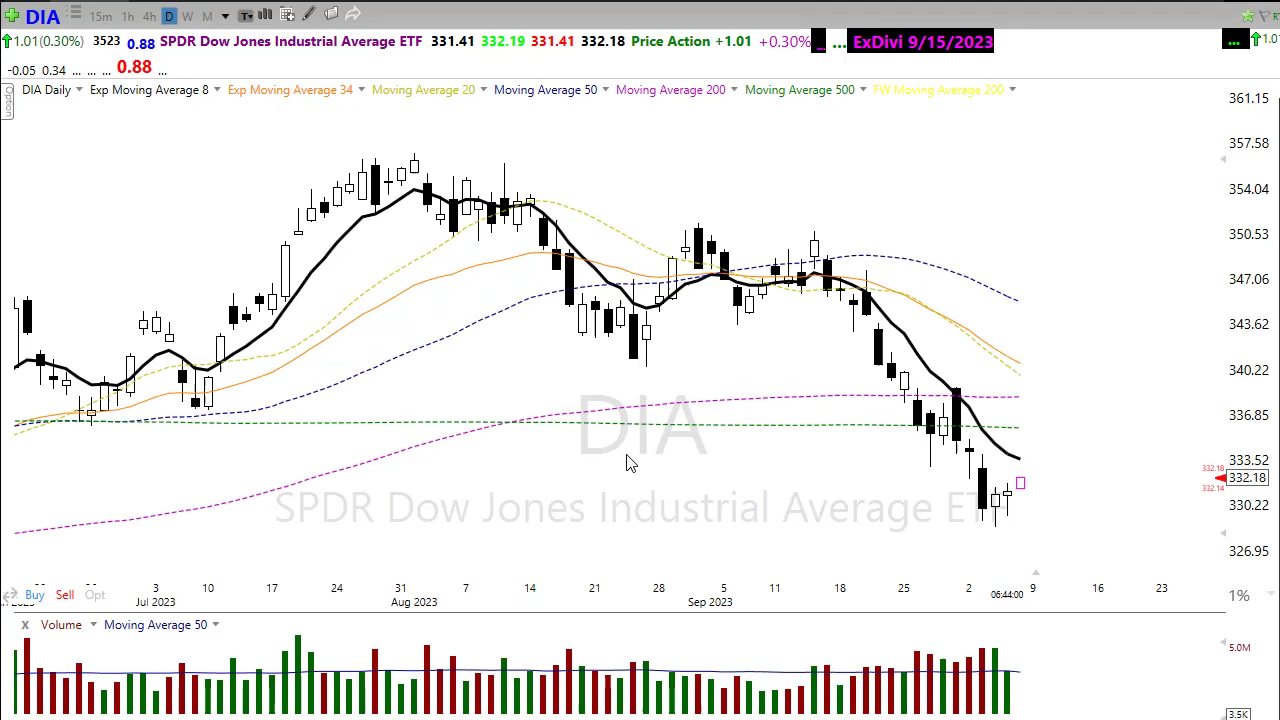 DIA 15m 1h 4h D W M T
1.01(0.30%) 3523 0.88 SPDR Dow Jones Industrial Average ETF 331.41 332.19 331.41 332.18 Price Action +1.01 +0.30% ... ... ExDivi 9/15/2023 ... 1.01
-0.05 0.34 ... ... ... 0.88 ...
Option
DIA Daily Exp Moving Average 8 Exp Moving Average 34 Moving Average 20 Moving Average 50 Moving Average 200 Moving Average 500 FW Moving Average 200
361.15
357.58
354.04
350.53
347.06
343.62
340.22
336.85
333.52
332.18
332.18
332.14
330.22
326.95
DIA
SPDR Dow Jones Industrial Average ETF
3 10 17 24 31 7 14 21 28 5 11 18 25 2 06:44:00 9 16 23
Buy Sell Opt 1%
Jul 2023 Aug 2023 Sep 2023
x Volume Moving Average 50
5.0M
3.5K